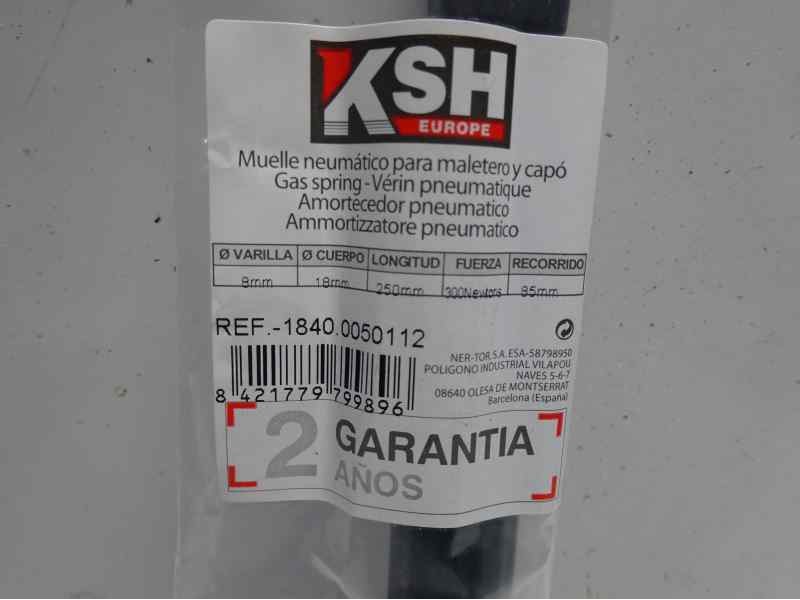 KSH
EUROPE
Muelle neumático para maletero y capó
Gas spring-Vérin pneumatique
Amortecedor pneumatico
Ammortizzatore pneumatico
Ø VARILLA Ø CUERPO LONGITUD FUERZA RECORRIDO
8mm 18mm 250mm 300Newtons 85mm
REF.-1840.0050112
8 421779 799896
NER-TOR, S.A. ESA-58798950
POLIGONO INDUSTRIAL VILAPOU
NAVES 5-6-7
08640 OLESA DE MONTSERRAT
Barcelona (España)
2 GARANTIA
AÑOS